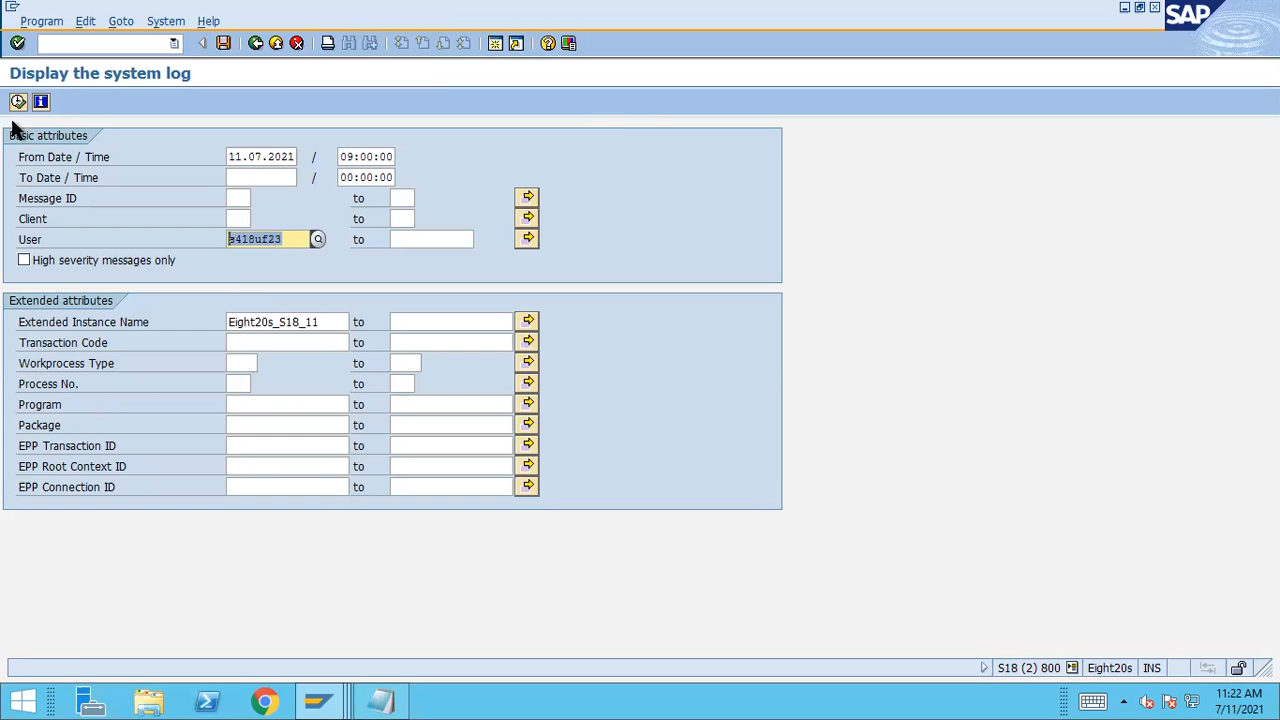 Program Edit Goto System Help
SAP
Display the system log
Basic attributes
From Date / Time 11.07.2021 / 09:00:00
To Date / Time / 00:00:00
Message ID to
Client to
User s418uf23 to
High severity messages only
Extended attributes
Extended Instance Name Eight20s_S18_11 to
Transaction Code to
Workprocess Type to
Process No. to
Program to
Package to
EPP Transaction ID to
EPP Root Context ID to
EPP Connection ID to
S18 (2) 800 Eight20s INS
11:22 AM
7/11/2021